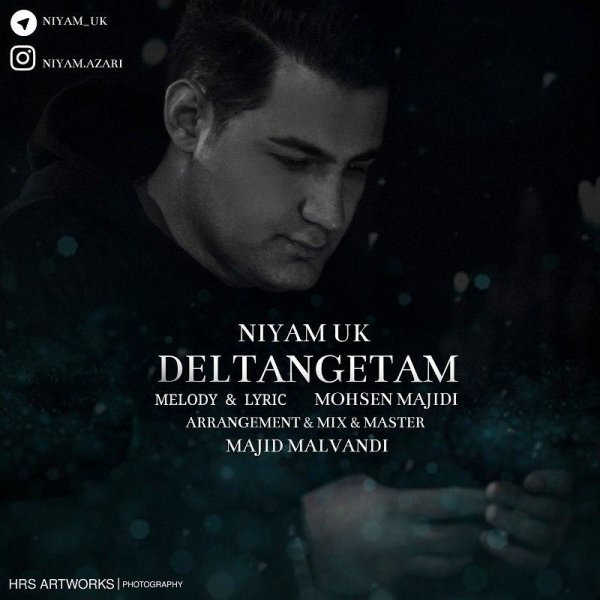 NIYAM_UK
NIYAM.AZARI
NIYAM UK
DELTANGETAM
MELODY & LYRIC MOHSEN MAJIDI
ARRANGEMENT & MIX & MASTER
MAJID MALVANDI
HRS ARTWORKS | PHOTOGRAPHY